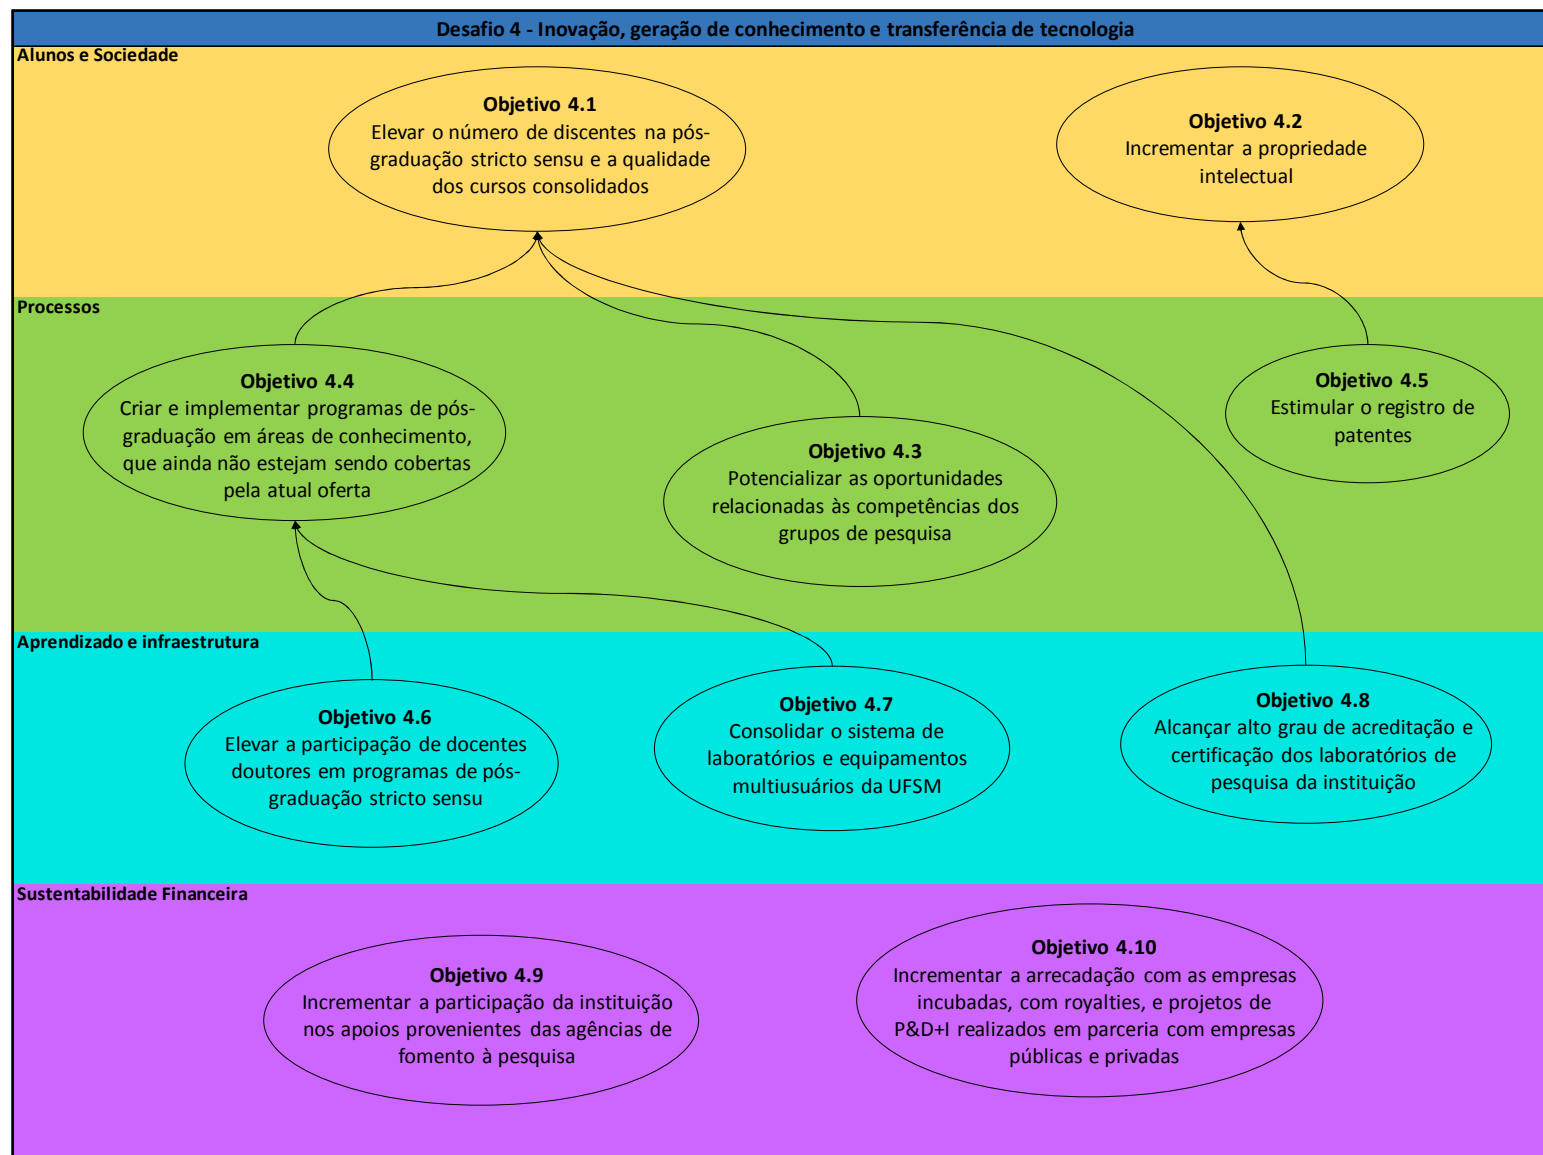 Desafio 4 - Inovação, geração de conhecimento e transferência de tecnologia
Alunos e Sociedade
Objetivo 4.1
Elevar o número de discentes na pós-
graduação stricto sensu e a qualidade
dos cursos consolidados
Objetivo 4.2
Incrementar a propriedade
intelectual
Processos
Objetivo 4.4
Criar e implementar programas de pós-
graduação em áreas de conhecimento,
que ainda não estejam sendo cobertas
pela atual oferta
Objetivo 4.3
Potencializar as oportunidades
relacionadas às competências dos
grupos de pesquisa
Objetivo 4.5
Estimular o registro de
patentes
Aprendizado e infraestrutura
Objetivo 4.6
Elevar a participação de docentes
doutores em programas de pós-
graduação stricto sensu
Objetivo 4.7
Consolidar o sistema de
laboratórios e equipamentos
multiusuários da UFSM
Objetivo 4.8
Alcançar alto grau de acreditação e
certificação dos laboratórios de
pesquisa da instituição
Sustentabilidade Financeira
Objetivo 4.9
Incrementar a participação da instituição
nos apoios provenientes das agências de
fomento à pesquisa
Objetivo 4.10
Incrementar a arrecadação com as empresas
incubadas, com royalties, e projetos de
P&D+I realizados em parceria com empresas
públicas e privadas